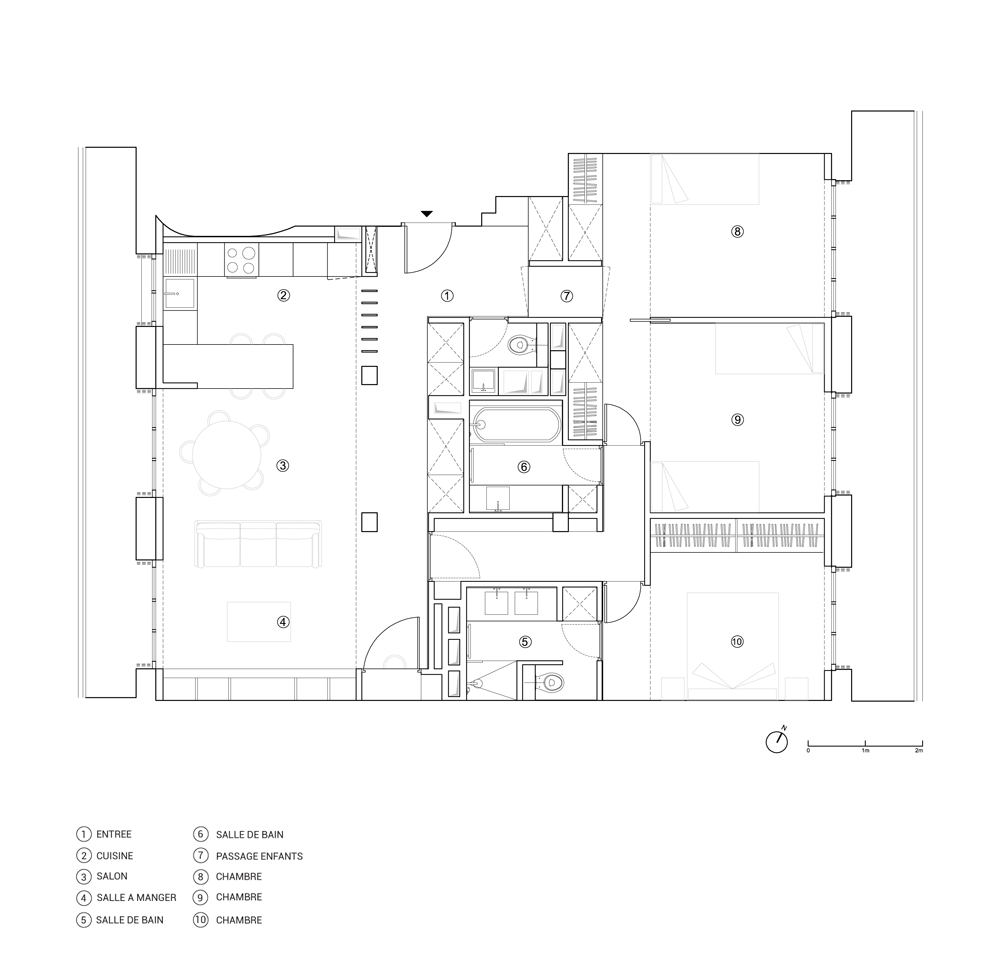 8
2
1
7
9
3
6
4
5
10
N
0 1m 2m
1 ENTREE
2 CUISINE
3 SALON
4 SALLE A MANGER
5 SALLE DE BAIN
6 SALLE DE BAIN
7 PASSAGE ENFANTS
8 CHAMBRE
9 CHAMBRE
10 CHAMBRE